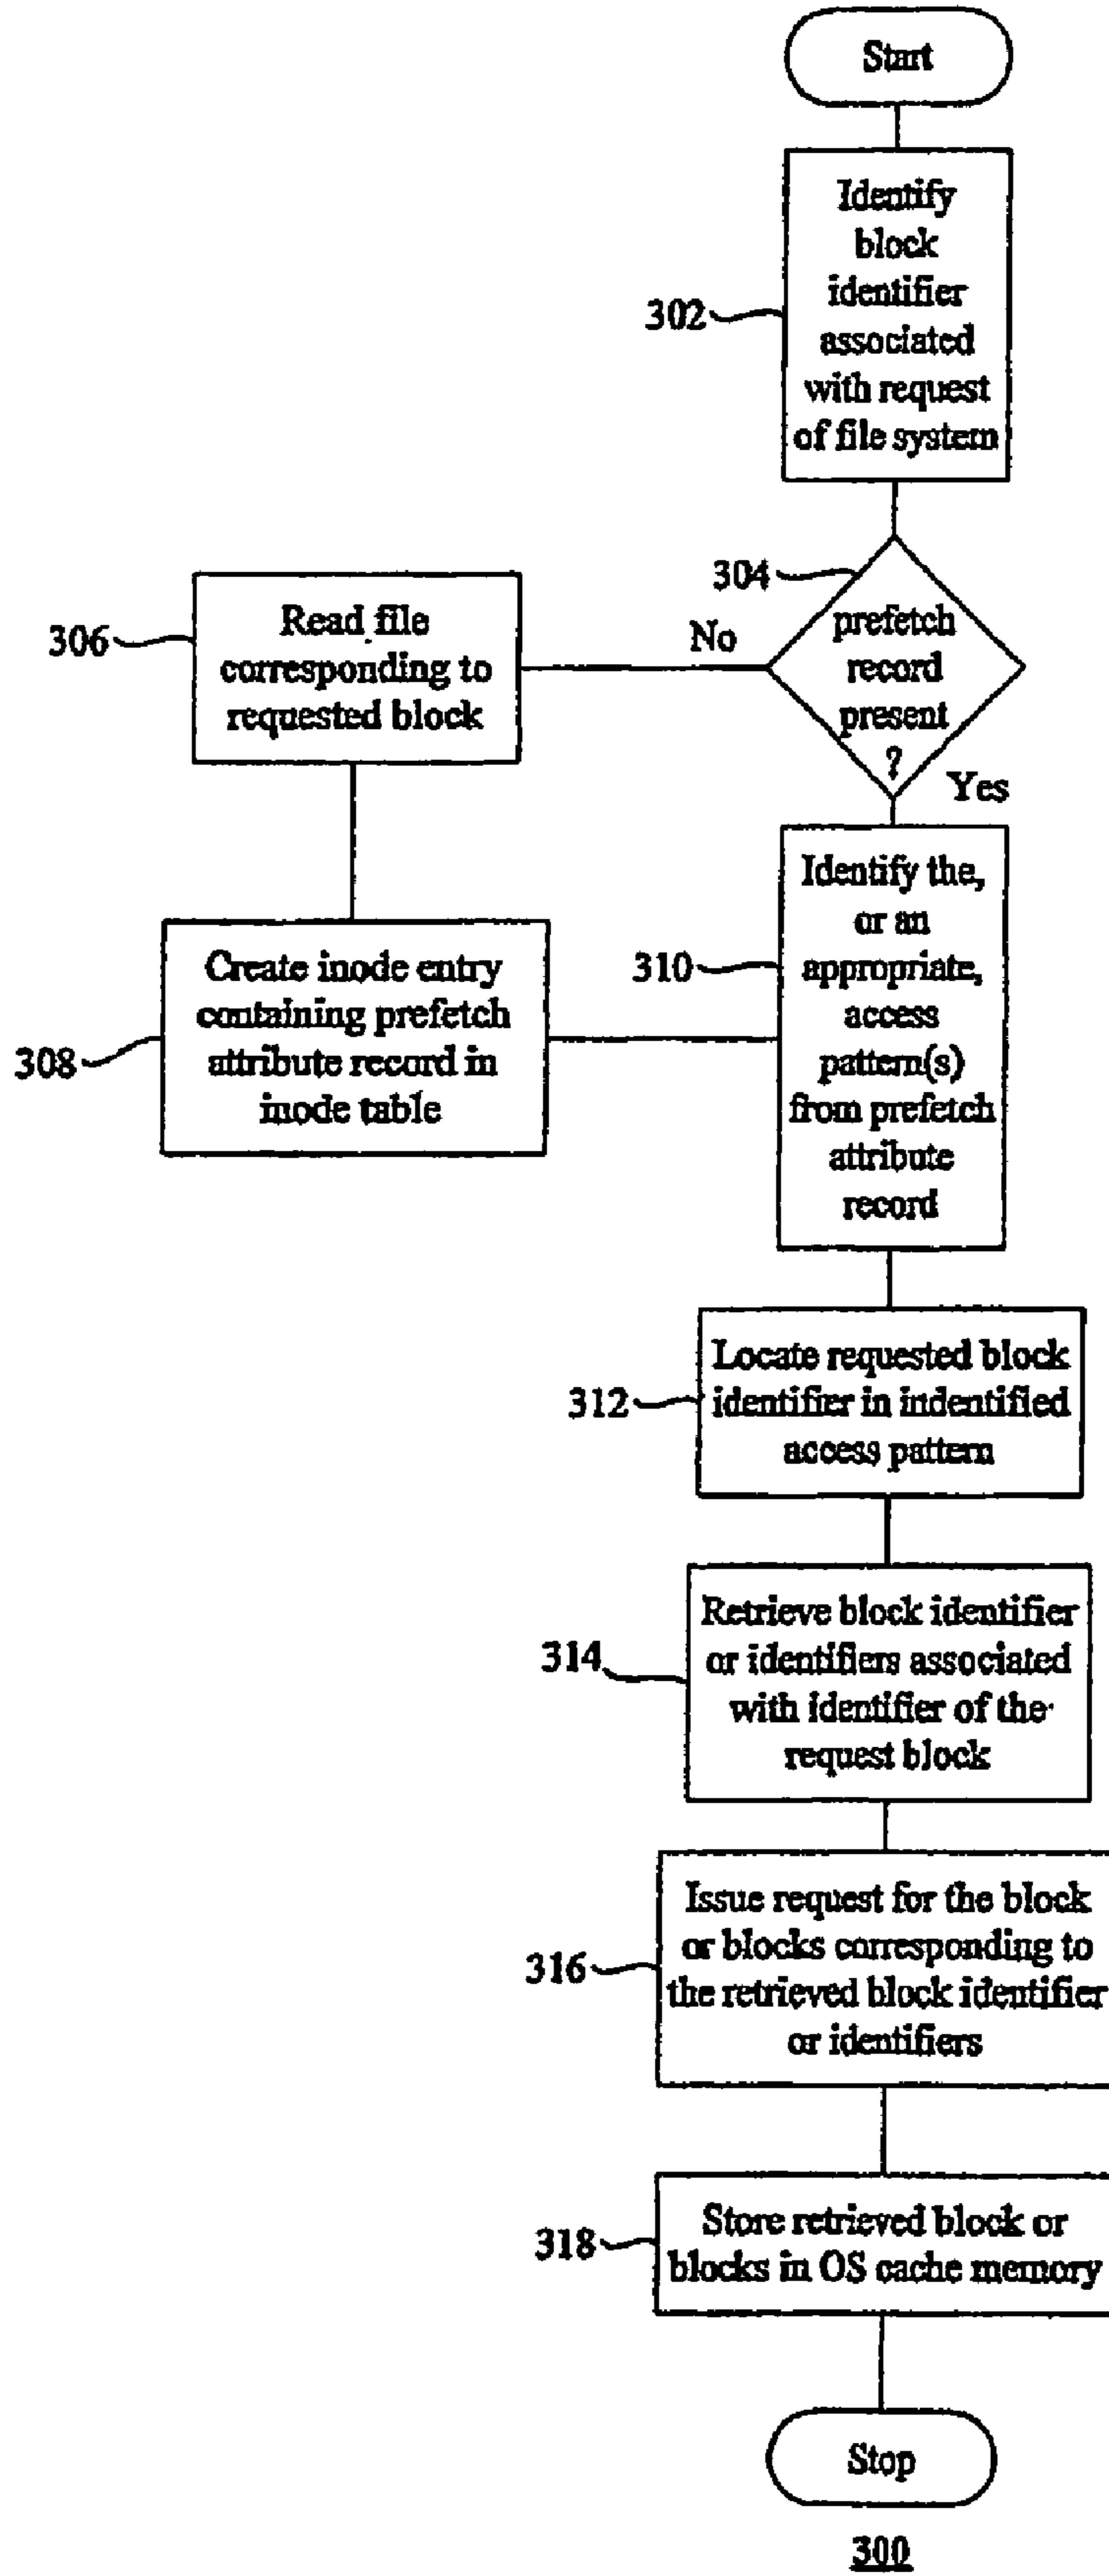 Start
Identify
block
identifier
associated
with request
of file system
302
304
prefetch
record
present
?
No
Yes
306
Read file
corresponding to
requested block
308
Create inode entry
containing prefetch
attribute record in
inode table
310
Identify the,
or an
appropriate,
access
pattern(s)
from prefetch
attribute
record
312
Locate requested block
identifier in indentified
access pattern
314
Retrieve block identifier
or identifiers associated
with identifier of the
request block
316
Issue request for the block
or blocks corresponding to
the retrieved block identifier
or identifiers
318
Store retrieved block or
blocks in OS cache memory
Stop
300